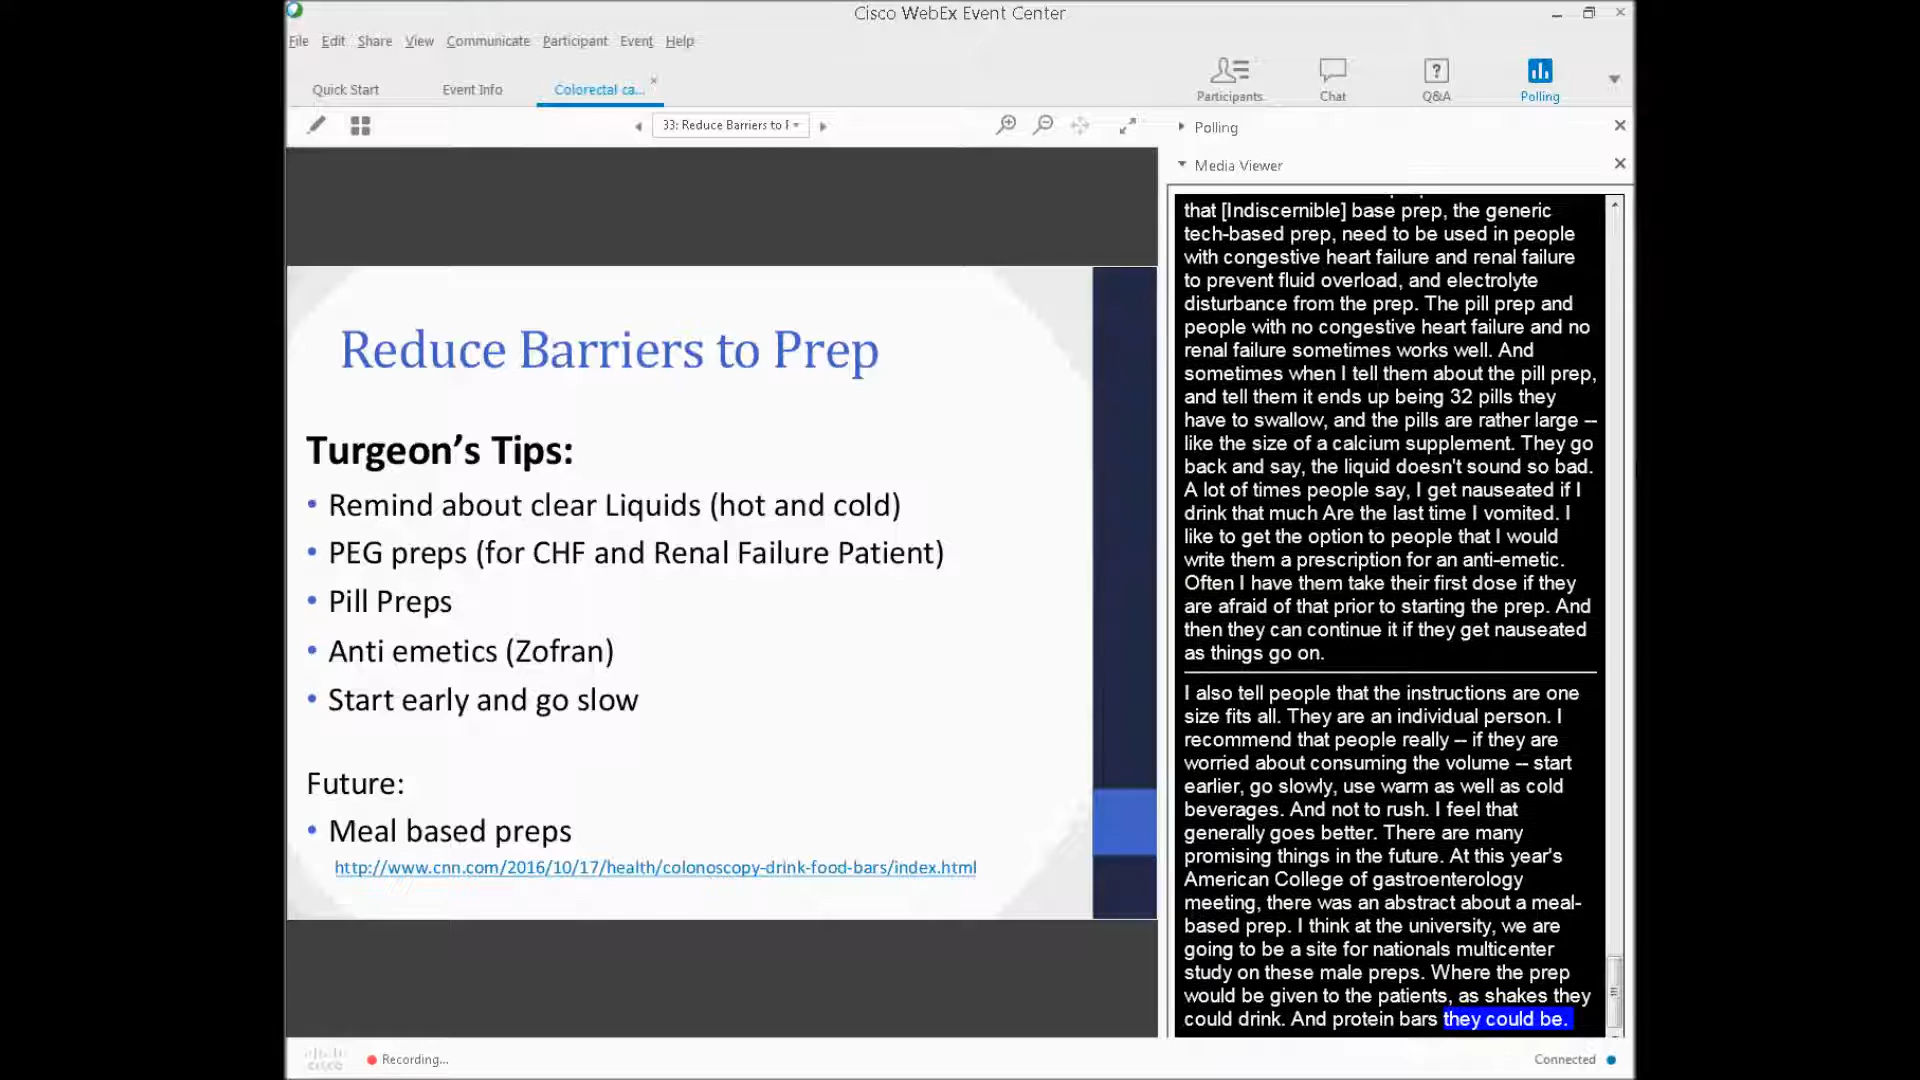 Cisco WebEx Event Center
File Edit Share View Communicate Participant Event Help
Quick Start Event Info Colorectal ca...
Participants Chat Q&A Polling
33: Reduce Barriers to
Polling
Media Viewer
Reduce Barriers to Prep
Turgeon's Tips:
• Remind about clear Liquids (hot and cold)
• PEG preps (for CHF and Renal Failure Patient)
• Pill Preps
• Anti emetics (Zofran)
• Start early and go slow
Future:
• Meal based preps
http://www.cnn.com/2016/10/17/health/colonoscopy-drink-food-bars/index.html
that [Indiscernible] base prep, the generic
tech-based prep, need to be used in people
with congestive heart failure and renal failure
to prevent fluid overload, and electrolyte
disturbance from the prep. The pill prep and
people with no congestive heart failure and no
renal failure sometimes works well. And
sometimes when I tell them about the pill prep,
and tell them it ends up being 32 pills they
have to swallow, and the pills are rather large --
like the size of a calcium supplement. They go
back and say, the liquid doesn't sound so bad.
A lot of times people say, I get nauseated if I
drink that much Are the last time I vomited. I
like to get the option to people that I would
write them a prescription for an anti-emetic.
Often I have them take their first dose if they
are afraid of that prior to starting the prep. And
then they can continue it if they get nauseated
as things go on.
I also tell people that the instructions are one
size fits all. They are an individual person. I
recommend that people really -- if they are
worried about consuming the volume -- start
earlier, go slowly, use warm as well as cold
beverages. And not to rush. I feel that
generally goes better. There are many
promising things in the future. At this year's
American College of gastroenterology
meeting, there was an abstract about a meal-
based prep. I think at the university, we are
going to be a site for nationals multicenter
study on these male preps. Where the prep
would be given to the patients, as shakes they
could drink. And protein bars they could be.
cisco
Recording...
Connected